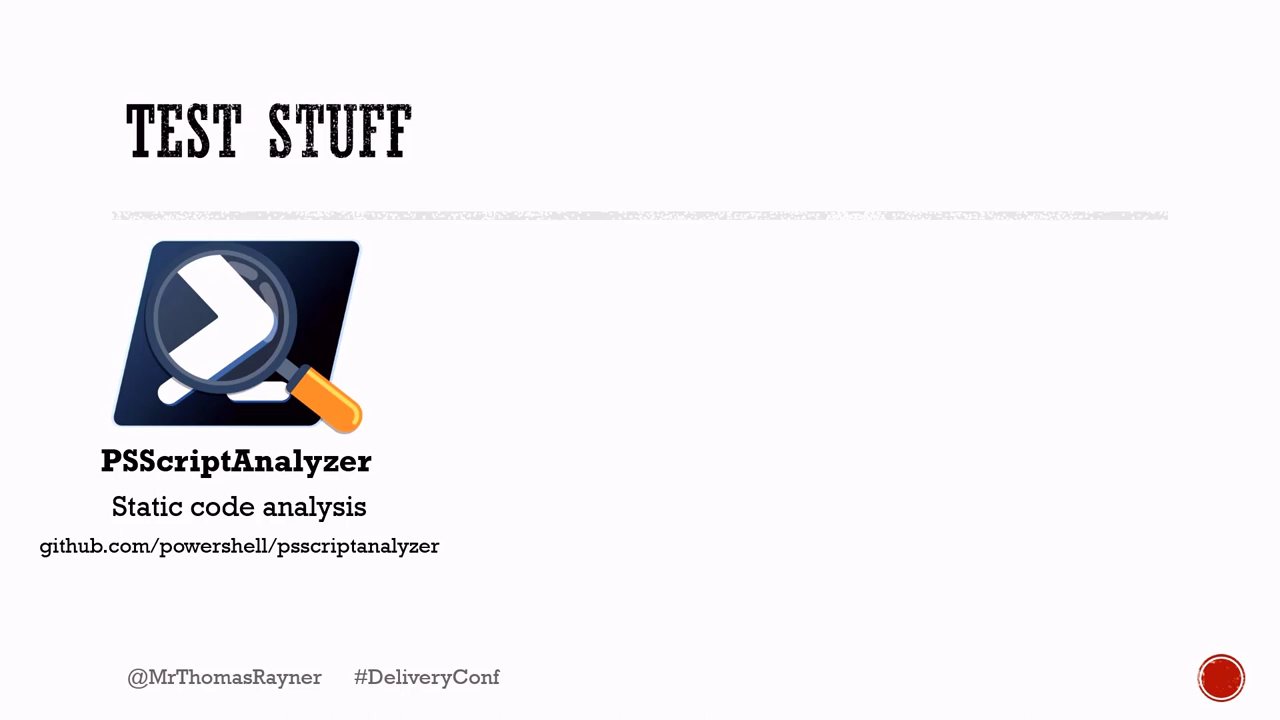 TEST STUFF
PSScriptAnalyzer
Static code analysis
github.com/powershell/psscriptanalyzer
@MrThomasRayner #DeliveryConf